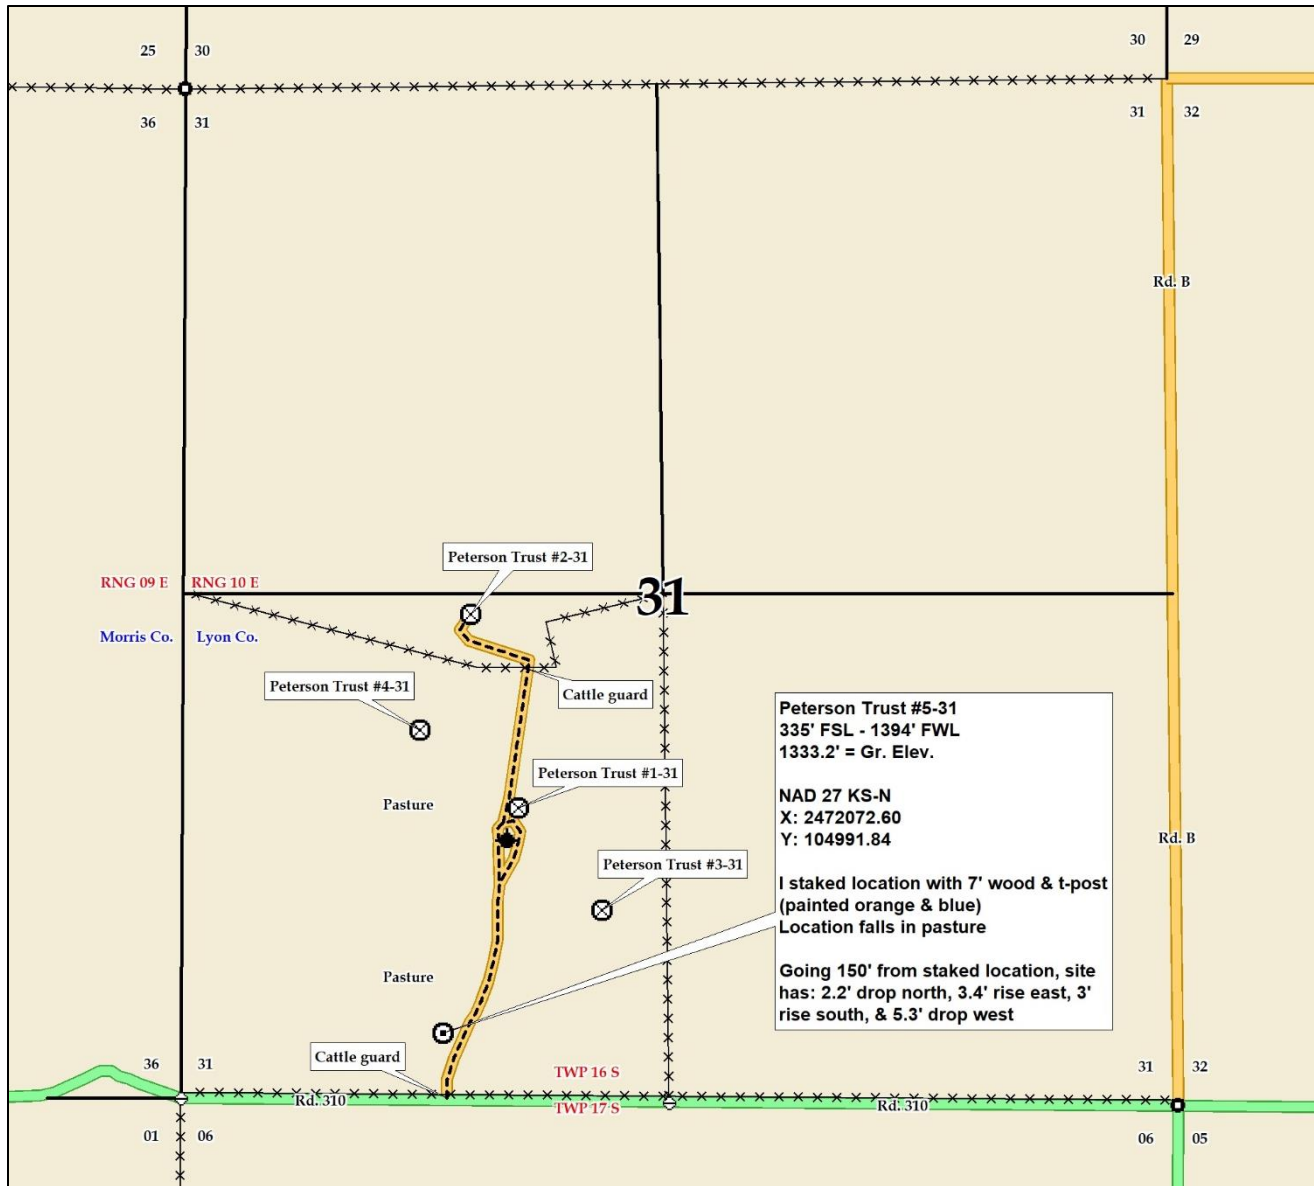 25
30
30
29
36
31
31
32
Rd. B
Peterson Trust #2-31
RNG 09 E
RNG 10 E
31
Morris Co.
Lyon Co.
Peterson Trust #4-31
Cattle guard
Peterson Trust #5-31
335' FSL - 1394' FWL
1333.2' = Gr. Elev.
NAD 27 KS-N
X: 2472072.60
Y: 104991.84
I staked location with 7' wood & t-post
(painted orange & blue)
Location falls in pasture
Going 150' from staked location, site
has: 2.2' drop north, 3.4' rise east, 3'
rise south, & 5.3' drop west
Peterson Trust #1-31
Pasture
Rd. B
Peterson Trust #3-31
Pasture
Cattle guard
36
31
TWP 16 S
31
32
Rd. 310
TWP 17 S
Rd. 310
01
06
06
05